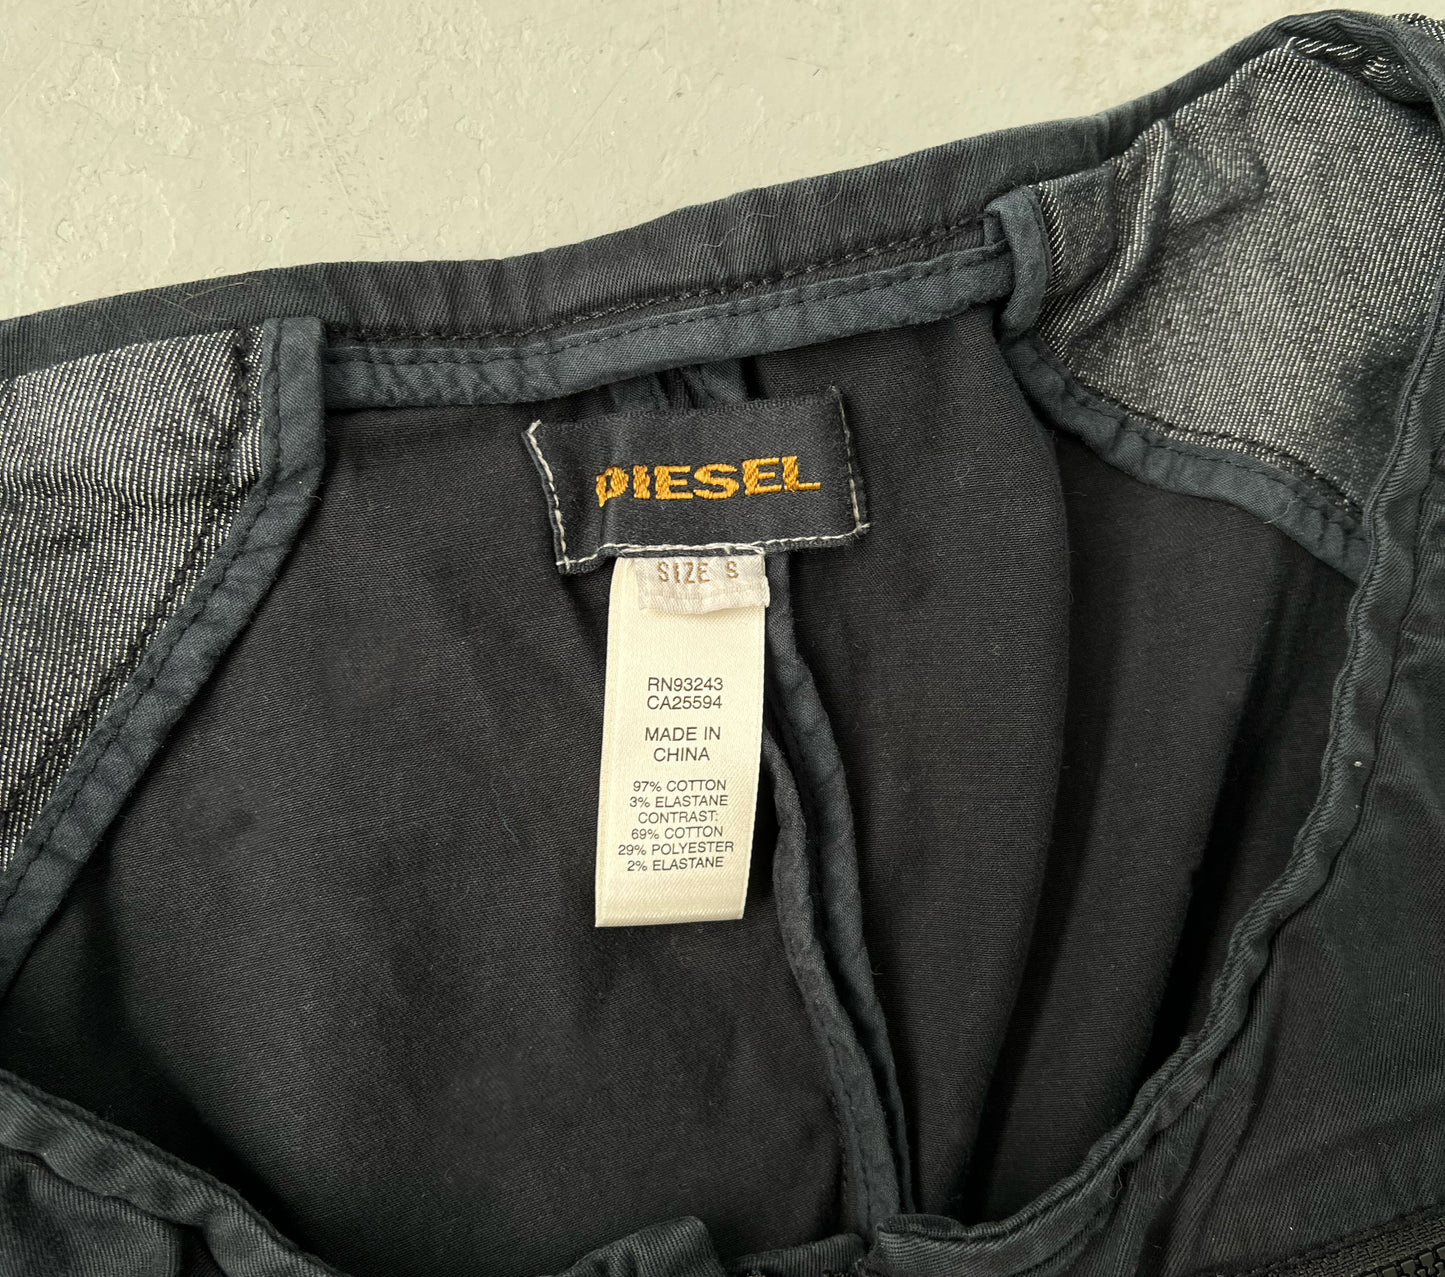 DIESEL
SIZE S
RN93243
CA25594
MADE IN
CHINA
97% COTTON
3% ELASTANE
CONTRAST:
69% COTTON
29% POLYESTER
2% ELASTANE